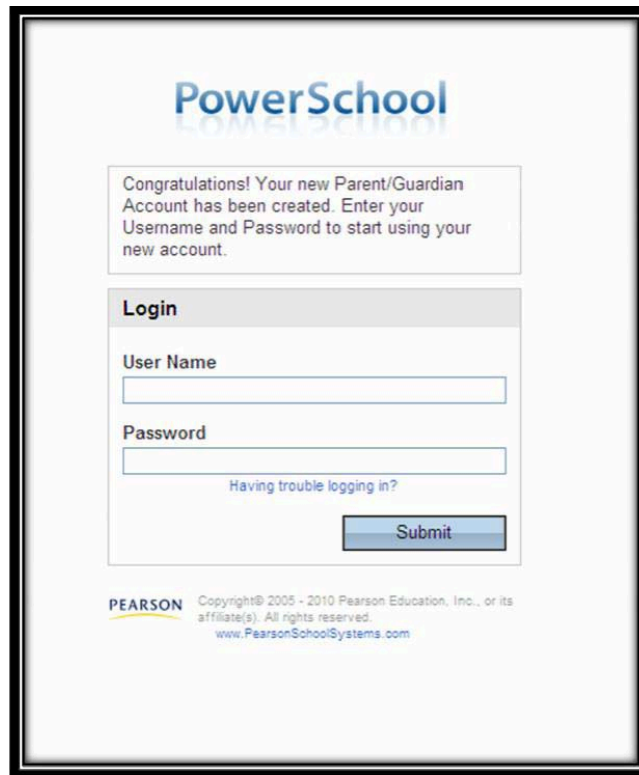 PowerSchool
Congratulations! Your new Parent/Guardian
Account has been created. Enter your
Username and Password to start using your
new account.
Login
User Name
Password
Having trouble logging in?
Submit
PEARSON
Copyright© 2005 - 2010 Pearson Education, Inc., or its
affiliate(s). All rights reserved.
www.PearsonSchoolSystems.com